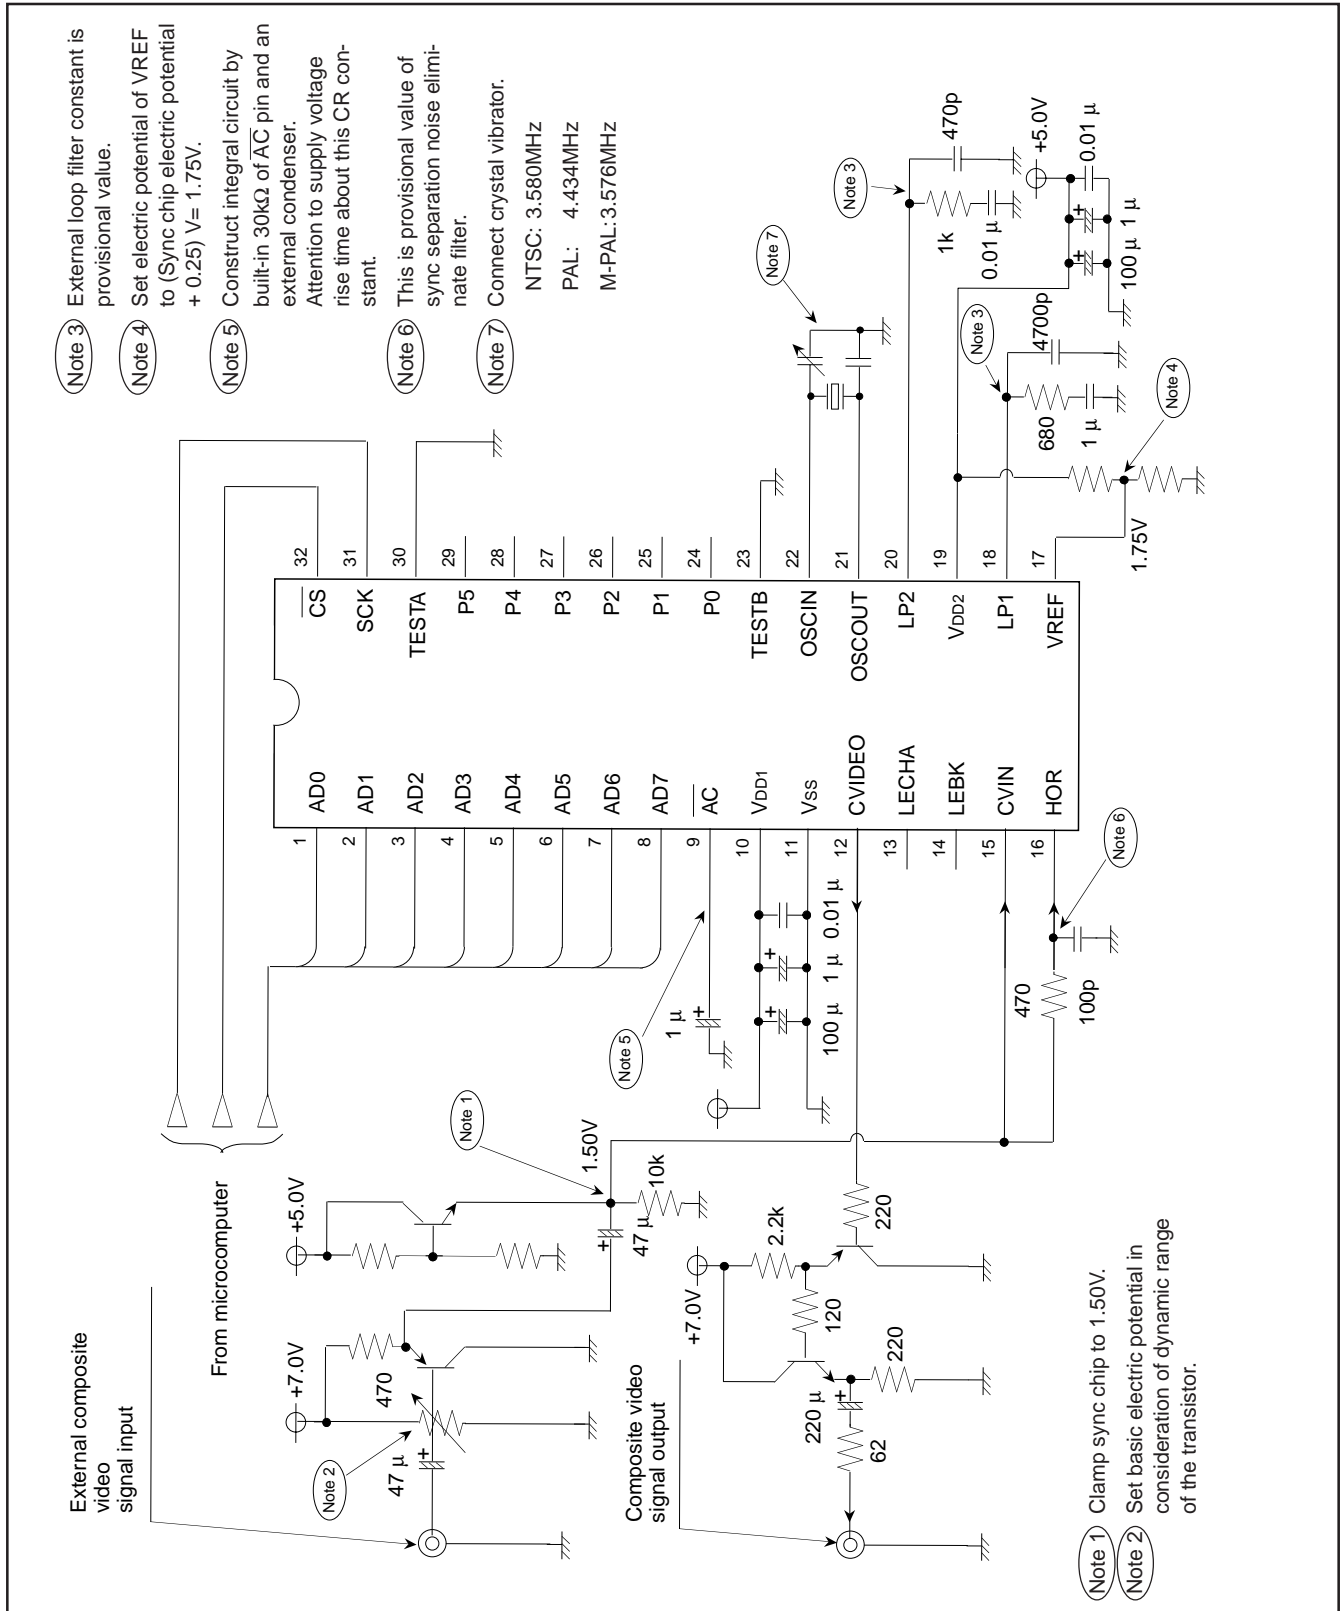 External composite
video
signal input
From microcomputer
Composite video
signal output
+7.0V
470
Note 2
47 μ
+
+5.0V
Note 1
1.50V
+
47 μ
10k
+7.0V
2.2k
120
220
220
220 μ
+
62
Note 1 Clamp sync chip to 1.50V.
Note 2 Set basic electric potential in
consideration of dynamic range
of the transistor.
Note 5
1 μ
+
+
+
100 μ
1 μ
0.01 μ
470
100p
Note 6
1 AD0
2 AD1
3 AD2
4 AD3
5 AD4
6 AD5
7 AD6
8 AD7
9 AC
10 VDD1
11 VSS
12 CVIDEO
13 LECHA
14 LEBK
15 CVIN
16 HOR
CS 32
SCK 31
TESTA 30
P5 29
P4 28
P3 27
P2 26
P1 25
P0 24
TESTB 23
OSCIN 22
OSCOUT 21
LP2 20
VDD2 19
LP1 18
VREF 17
1.75V
Note 4
Note 3
680
1 μ
4700p
Note 7
Note 3
1k
0.01 μ
470p
+5.0V
+
+
100 μ
1 μ
0.01 μ
Note 3 External loop filter constant is
provisional value.
Note 4 Set electric potential of VREF
to (Sync chip electric potential
+ 0.25) V= 1.75V.
Note 5 Construct integral circuit by
built-in 30kΩ of AC pin and an
external condenser.
Attention to supply voltage
rise time about this CR con-
stant.
Note 6 This is provisional value of
sync separation noise elimi-
nate filter.
Note 7 Connect crystal vibrator.
NTSC: 3.580MHz
PAL: 4.434MHz
M-PAL:3.576MHz